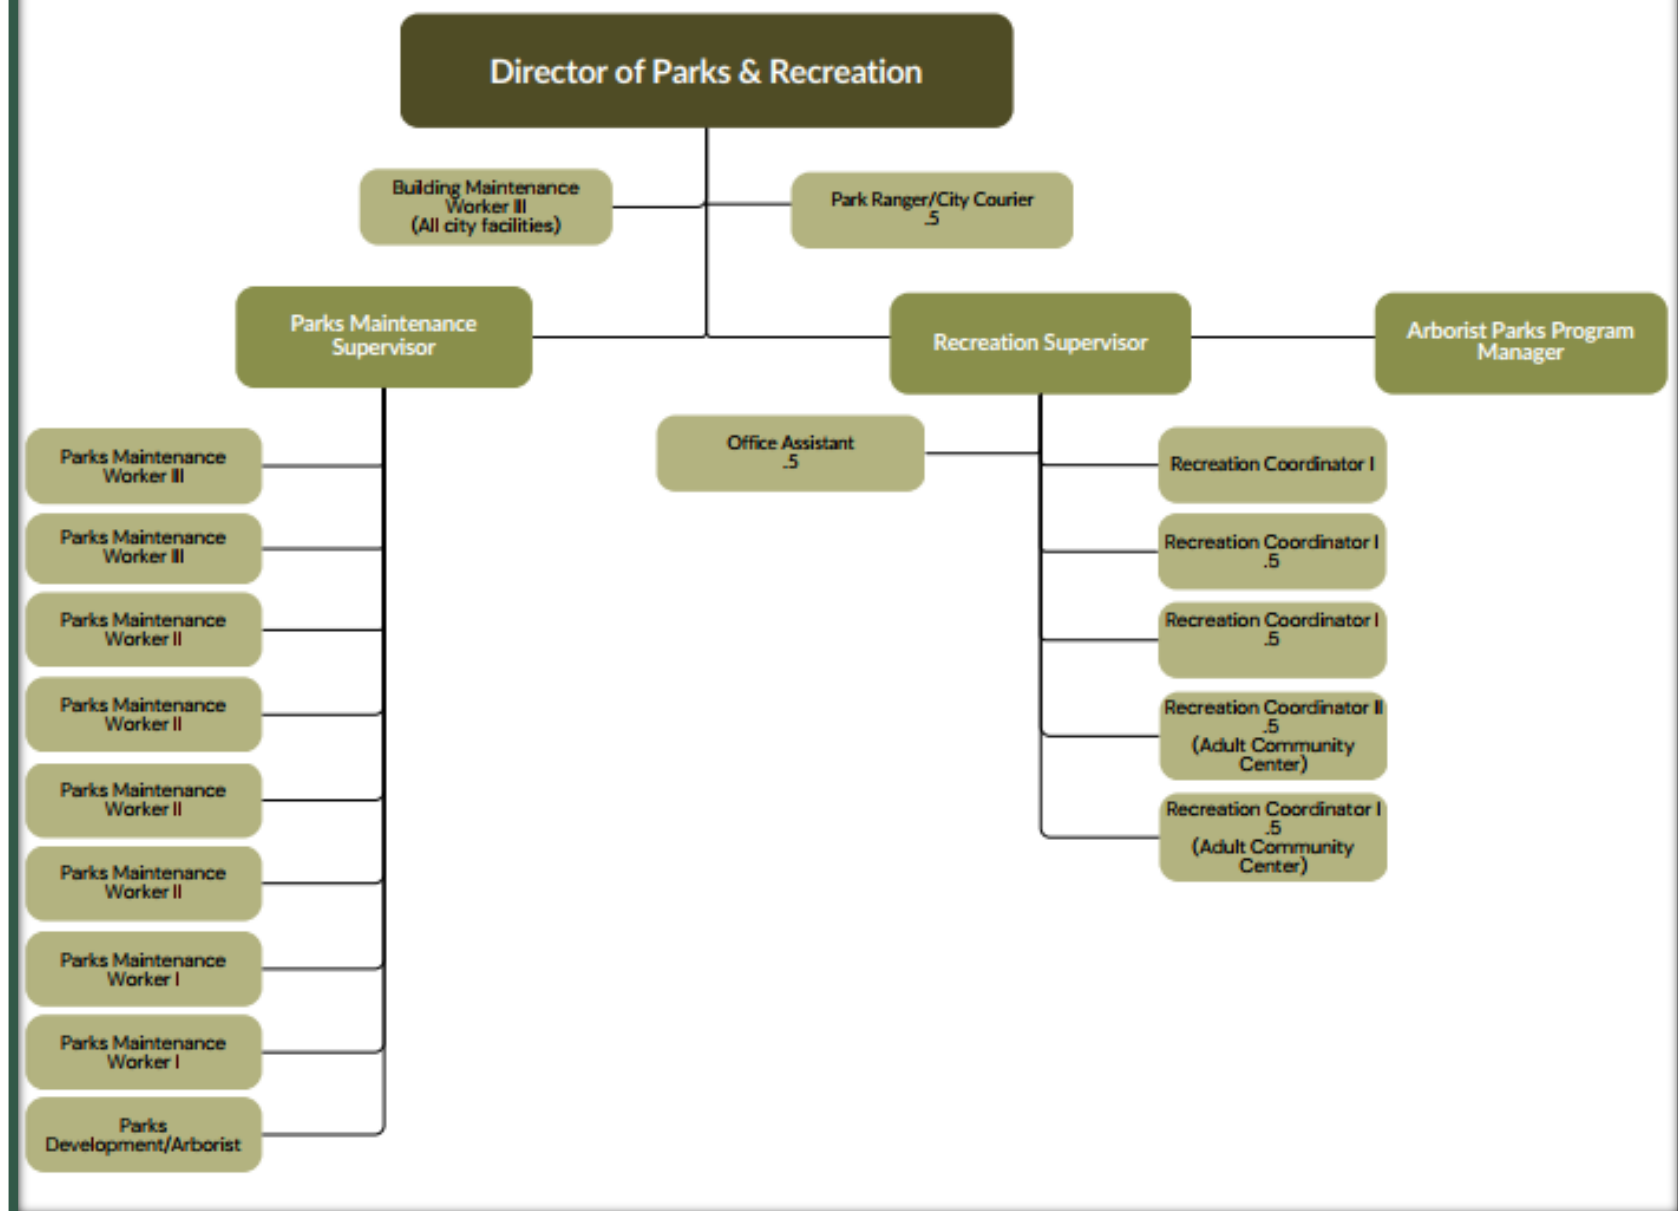 Director of Parks & Recreation
Building Maintenance
Worker III
(All city facilities)
Park Ranger/City Courier
.5
Parks Maintenance
Supervisor
Recreation Supervisor
Arborist Parks Program
Manager
Parks Maintenance
Worker III
Parks Maintenance
Worker III
Parks Maintenance
Worker II
Parks Maintenance
Worker II
Parks Maintenance
Worker II
Parks Maintenance
Worker II
Parks Maintenance
Worker I
Parks Maintenance
Worker I
Parks
Development/Arborist
Office Assistant
.5
Recreation Coordinator I
Recreation Coordinator I
.5
Recreation Coordinator I
.5
Recreation Coordinator II
.5
(Adult Community
Center)
Recreation Coordinator I
.5
(Adult Community
Center)